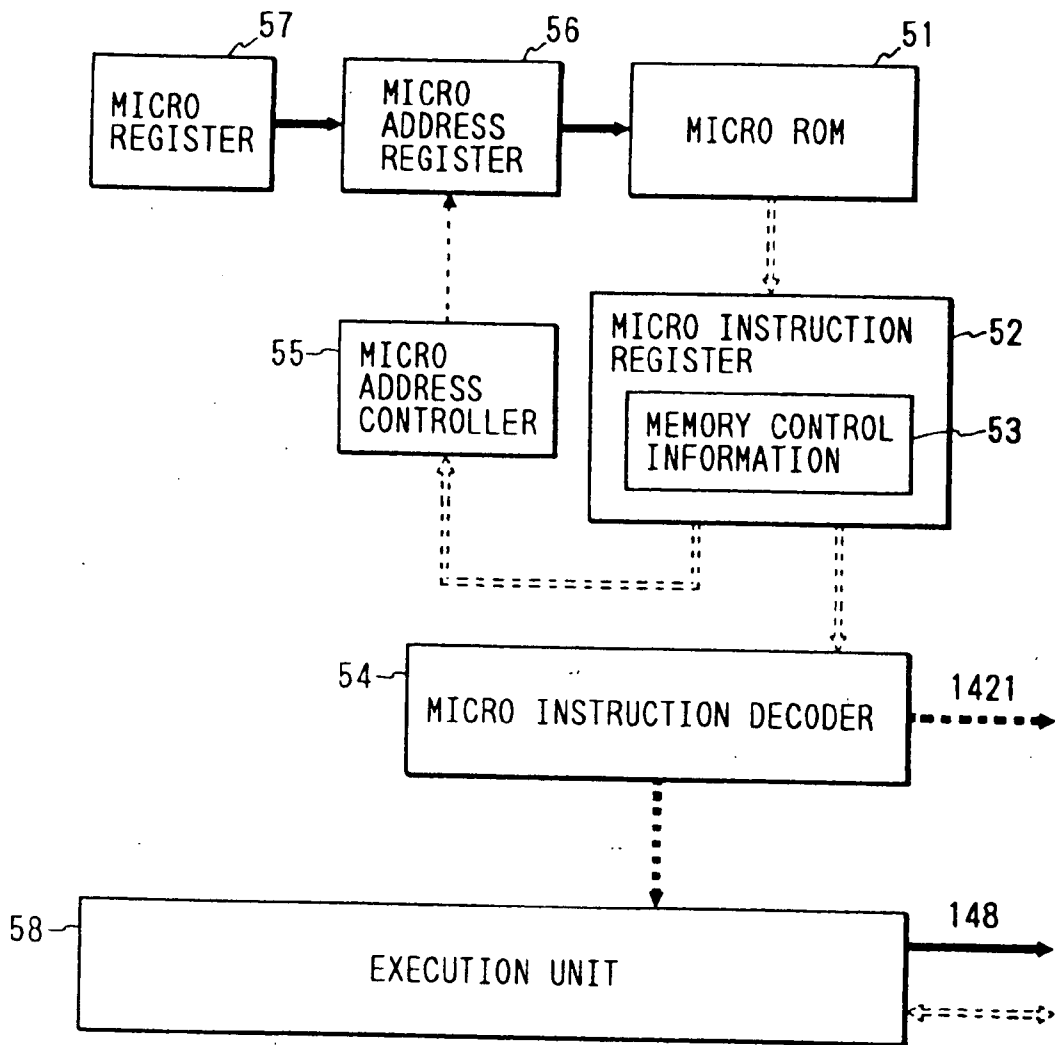 57
56
51
MICRO
REGISTER
MICRO
ADDRESS
REGISTER
MICRO ROM
55
MICRO
ADDRESS
CONTROLLER
MICRO INSTRUCTION
REGISTER
52
MEMORY CONTROL
INFORMATION
53
54
MICRO INSTRUCTION DECODER
1421
58
EXECUTION UNIT
148